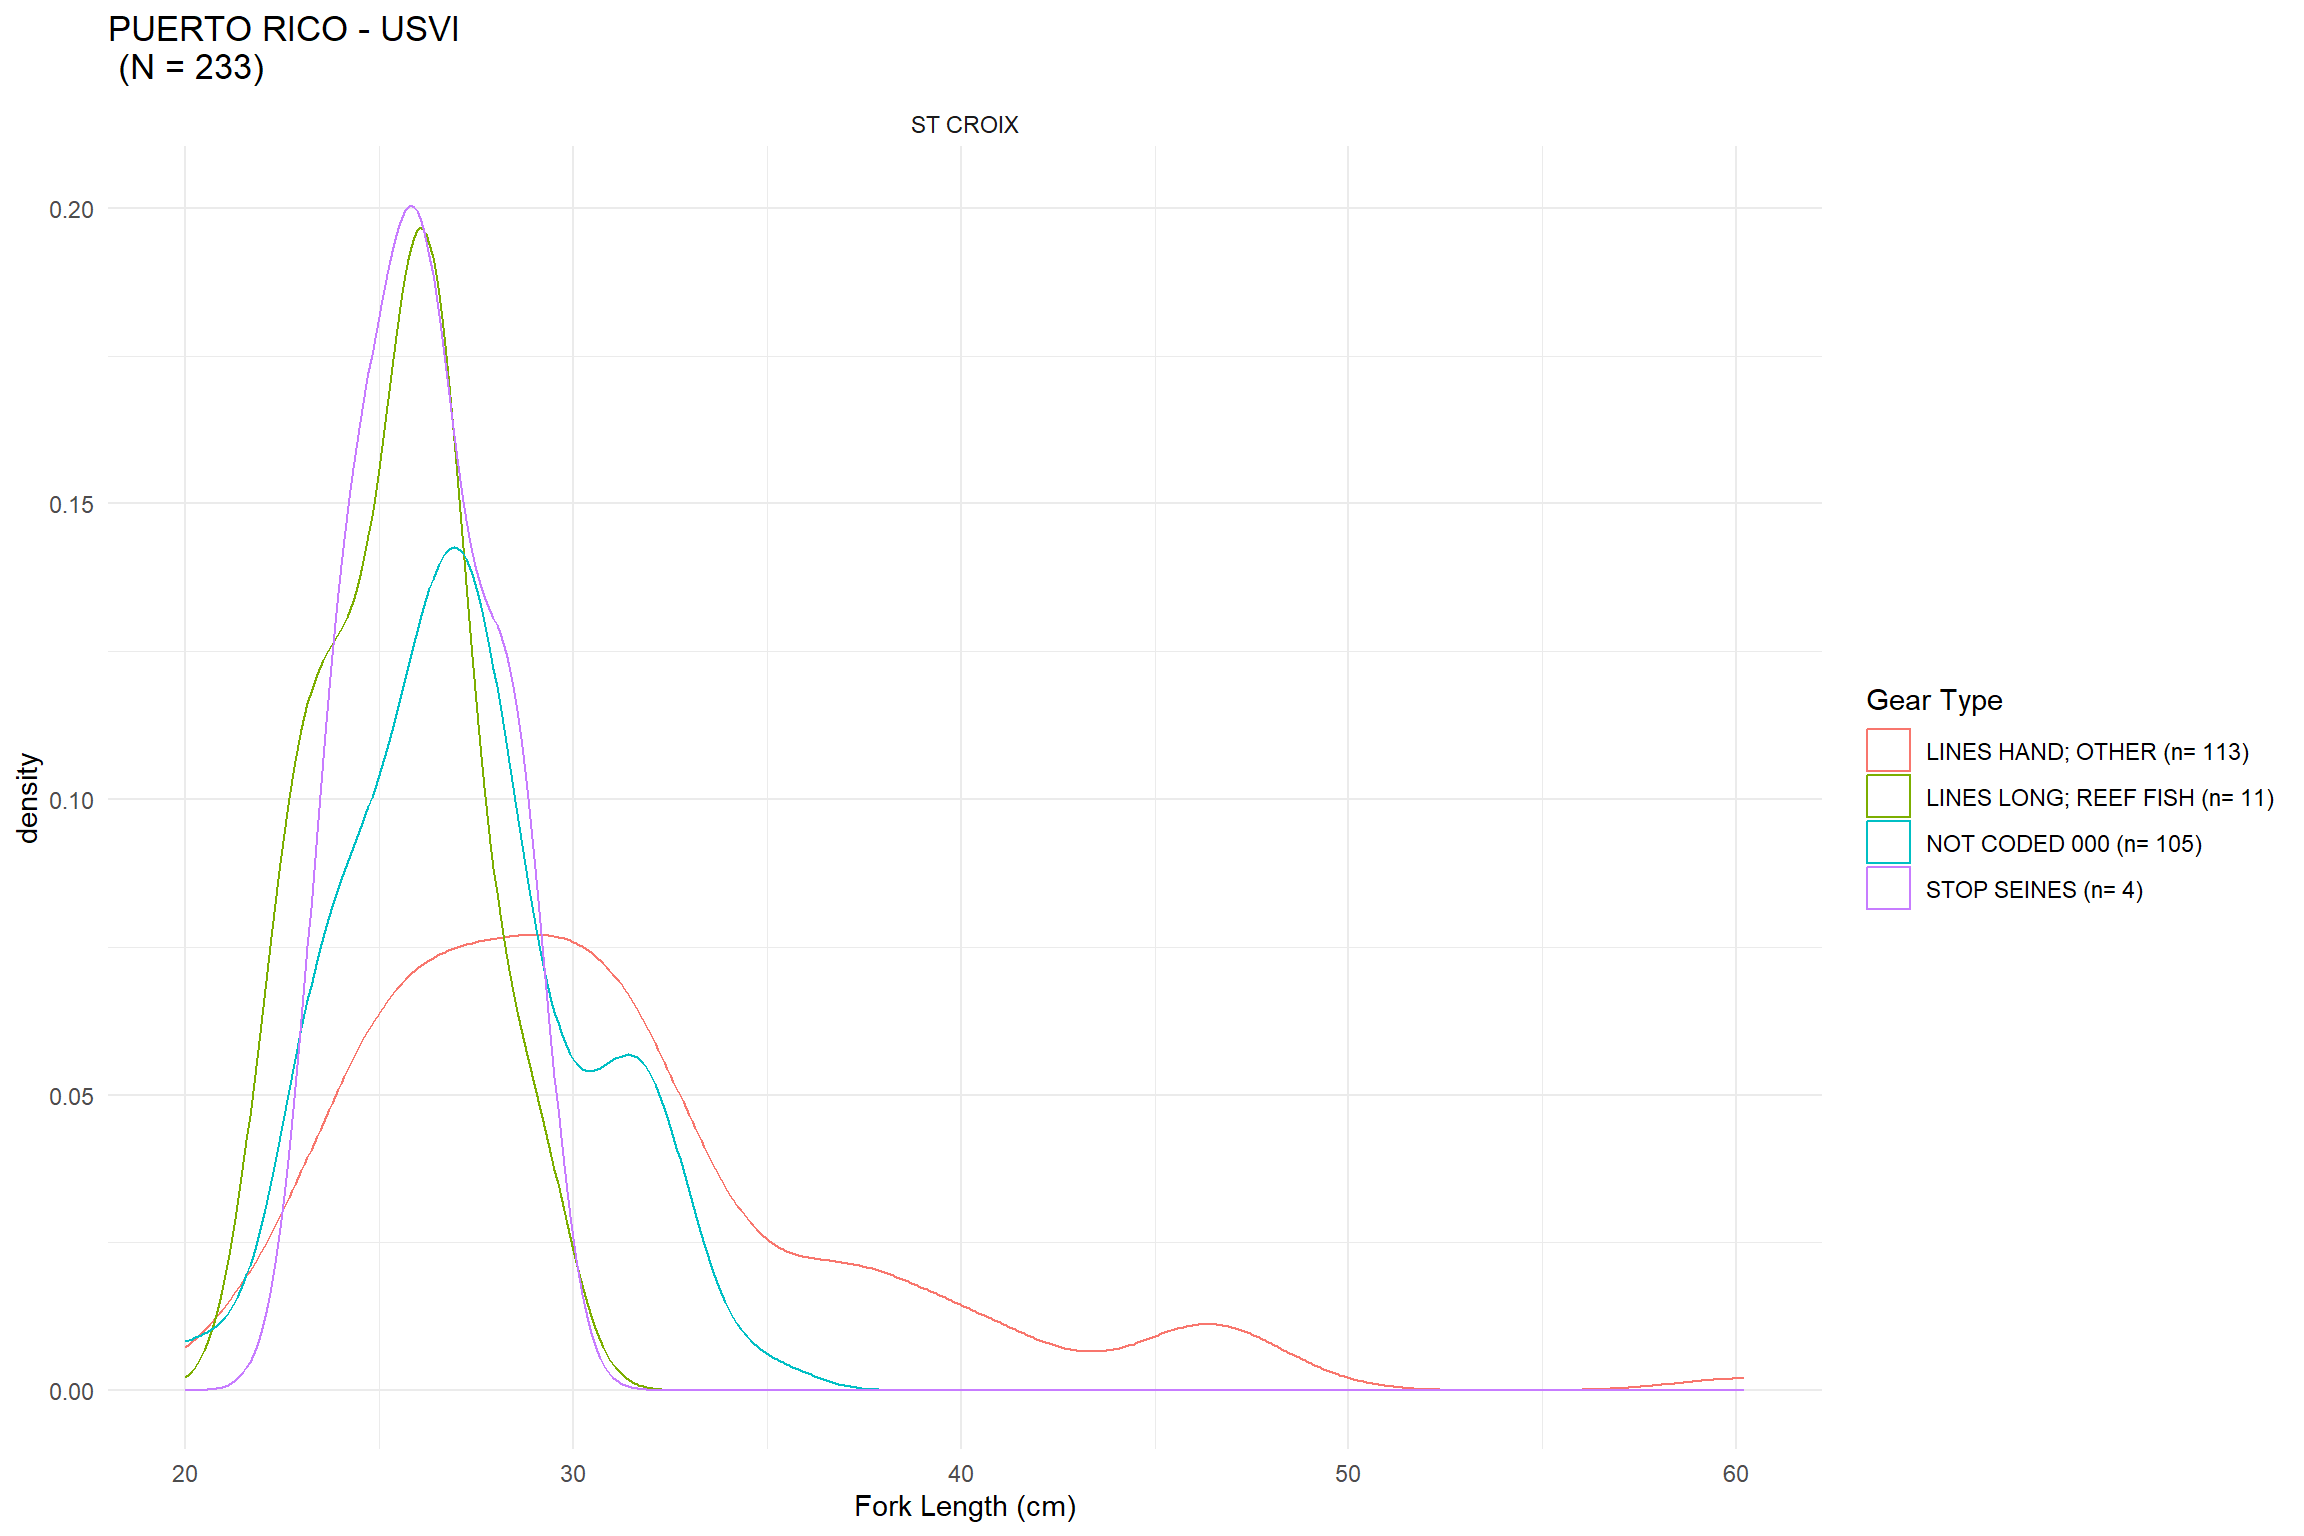 PUERTO RICO - USVI
(N = 233)
ST CROIX
0.20
0.15
0.10
0.05
0.00
density
20 30 40 50 60
Fork Length (cm)
Gear Type
LINES HAND; OTHER (n= 113)
LINES LONG; REEF FISH (n= 11)
NOT CODED 000 (n= 105)
STOP SEINES (n= 4)